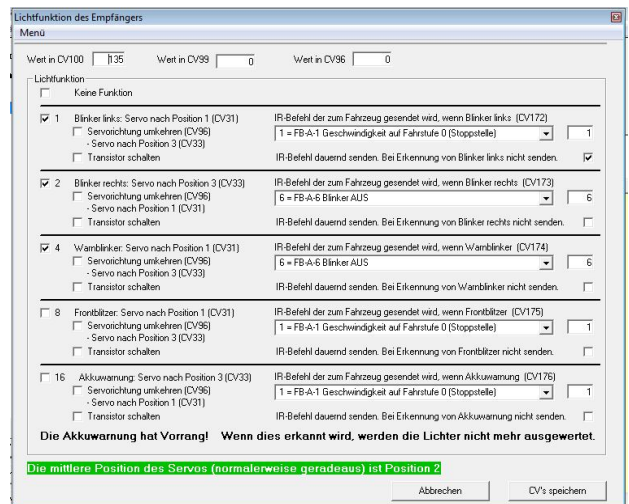 Lichtfunktion des Empfängers
Menü
Wert in CV100 135 Wert in CV99 0 Wert in CV96 0
Lichtfunktion
Keine Funktion
1 Blinker links: Servo nach Position 1 (CV31) IR-Befehl der zum Fahrzeug gesendet wird, wenn Blinker links (CV172)
Servorichtung umkehren (CV96) 1 = FB-A-1 Geschwindigkeit auf Fahrstufe 0 (Stoppstelle) 1
- Servo nach Position 3 (CV33)
Transistor schalten IR-Befehl dauernd senden. Bei Erkennung von Blinker links nicht senden.
2 Blinker rechts: Servo nach Position 3 (CV33) IR-Befehl der zum Fahrzeug gesendet wird, wenn Blinker rechts (CV173)
Servorichtung umkehren (CV96) 6 = FB-A-6 Blinker AUS 6
- Servo nach Position 1 (CV31)
Transistor schalten IR-Befehl dauernd senden. Bei Erkennung von Blinker rechts nicht senden.
4 Warnblinker: Servo nach Position 1 (CV31) IR-Befehl der zum Fahrzeug gesendet wird, wenn Warnblinker (CV174)
Servorichtung umkehren (CV96) 6 = FB-A-6 Blinker AUS 6
- Servo nach Position 3 (CV33)
Transistor schalten IR-Befehl dauernd senden. Bei Erkennung von Warnblinker nicht senden.
8 Frontblitzer: Servo nach Position 1 (CV31) IR-Befehl der zum Fahrzeug gesendet wird, wenn Frontblitzer (CV175)
Servorichtung umkehren (CV96) 1 = FB-A-1 Geschwindigkeit auf Fahrstufe 0 (Stoppstelle) 1
- Servo nach Position 3 (CV33)
Transistor schalten IR-Befehl dauernd senden. Bei Erkennung von Frontblitzer nicht senden.
16 Akkuwarnung: Servo nach Position 3 (CV33) IR-Befehl der zum Fahrzeug gesendet wird, wenn Akkuwarnung (CV176)
Servorichtung umkehren (CV96) 1 = FB-A-1 Geschwindigkeit auf Fahrstufe 0 (Stoppstelle) 1
- Servo nach Position 1 (CV31)
Transistor schalten IR-Befehl dauernd senden. Bei Erkennung von Akkuwarnung nicht senden.
Die Akkuwarnung hat Vorrang! Wenn dies erkannt wird, werden die Lichter nicht mehr ausgewertet.
Die mittlere Position des Servos (normalerweise geradeaus) ist Position 2
Abbrechen CV's speichern